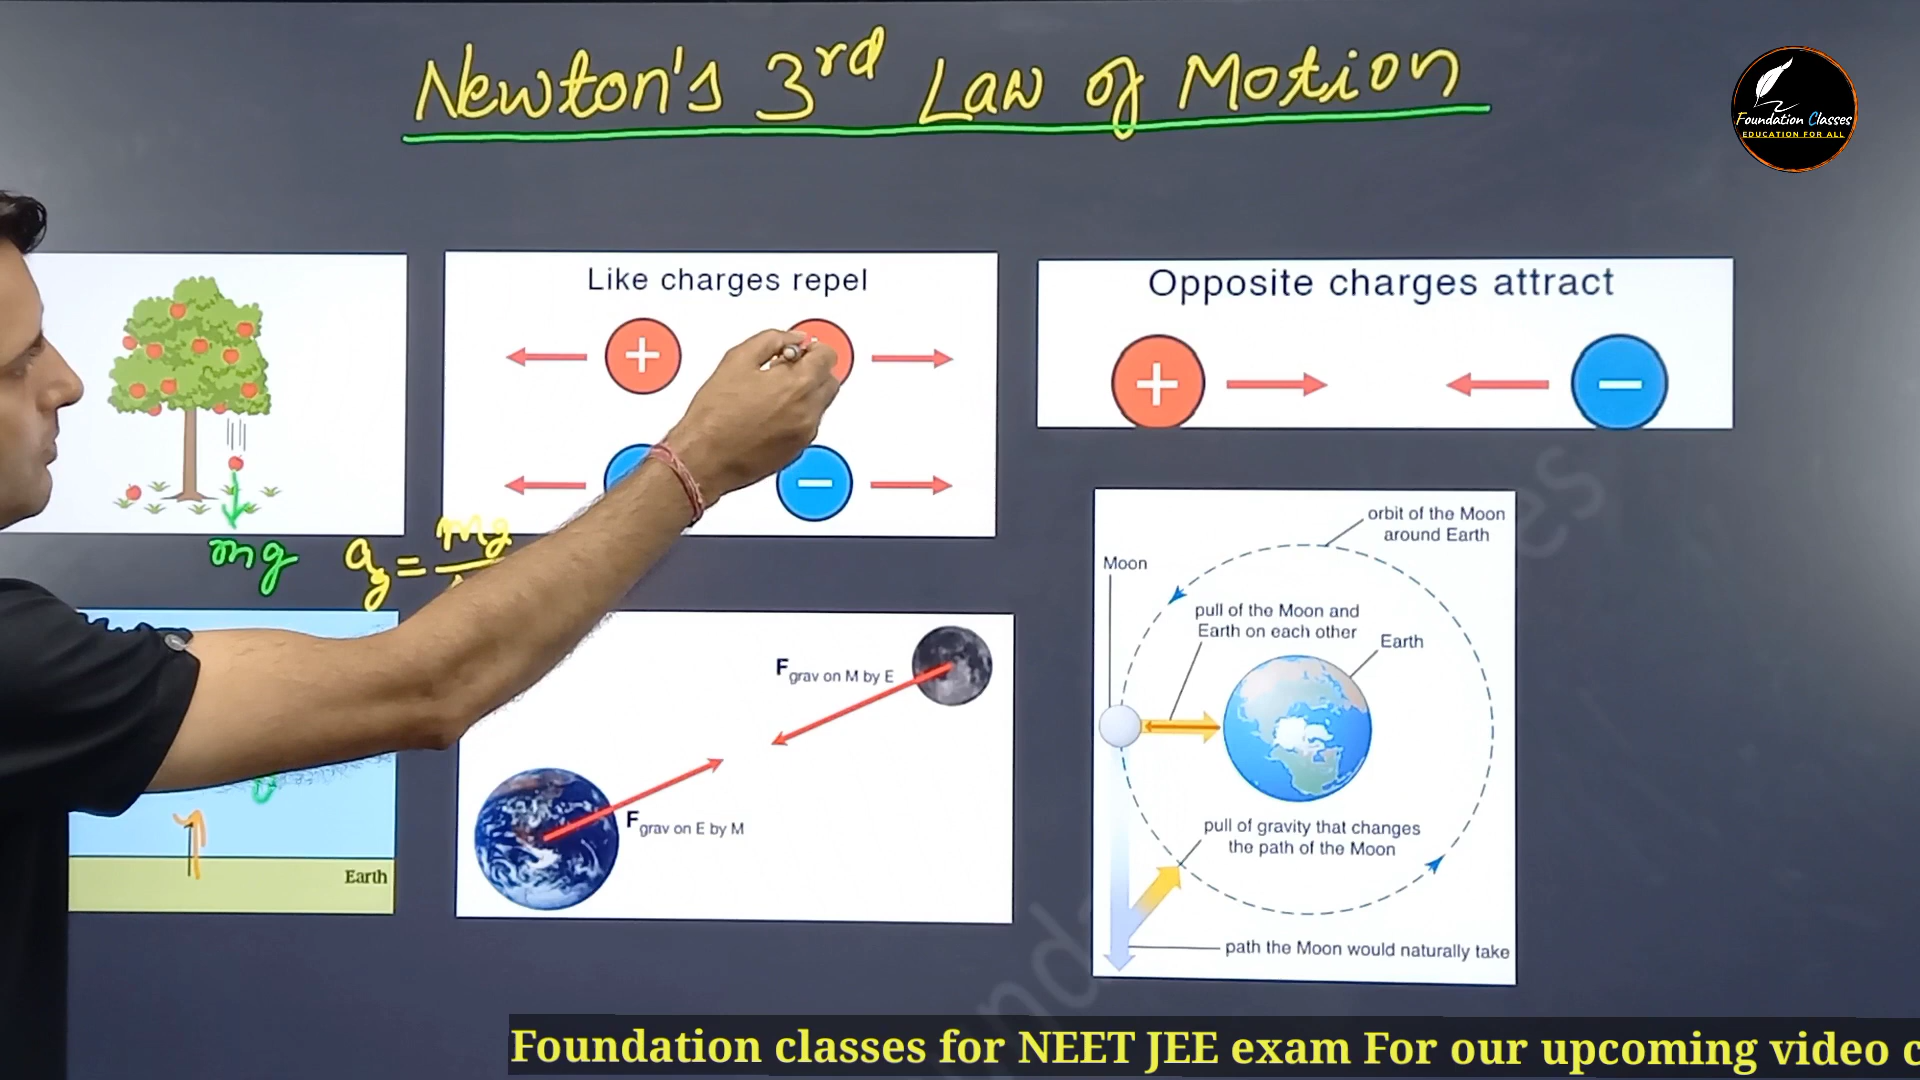 Newton's 3rd Law of Motion
Foundation Classes
EDUCATION FOR ALL
Like charges repel
+
−
Opposite charges attract
+
−
mg
= mg
orbit of the Moon
around Earth
Moon
pull of the Moon and
Earth on each other
Earth
F grav on M by E
F grav on E by M
pull of gravity that changes
the path of the Moon
path the Moon would naturally take
Earth
Foundation classes for NEET JEE exam For our upcoming video c